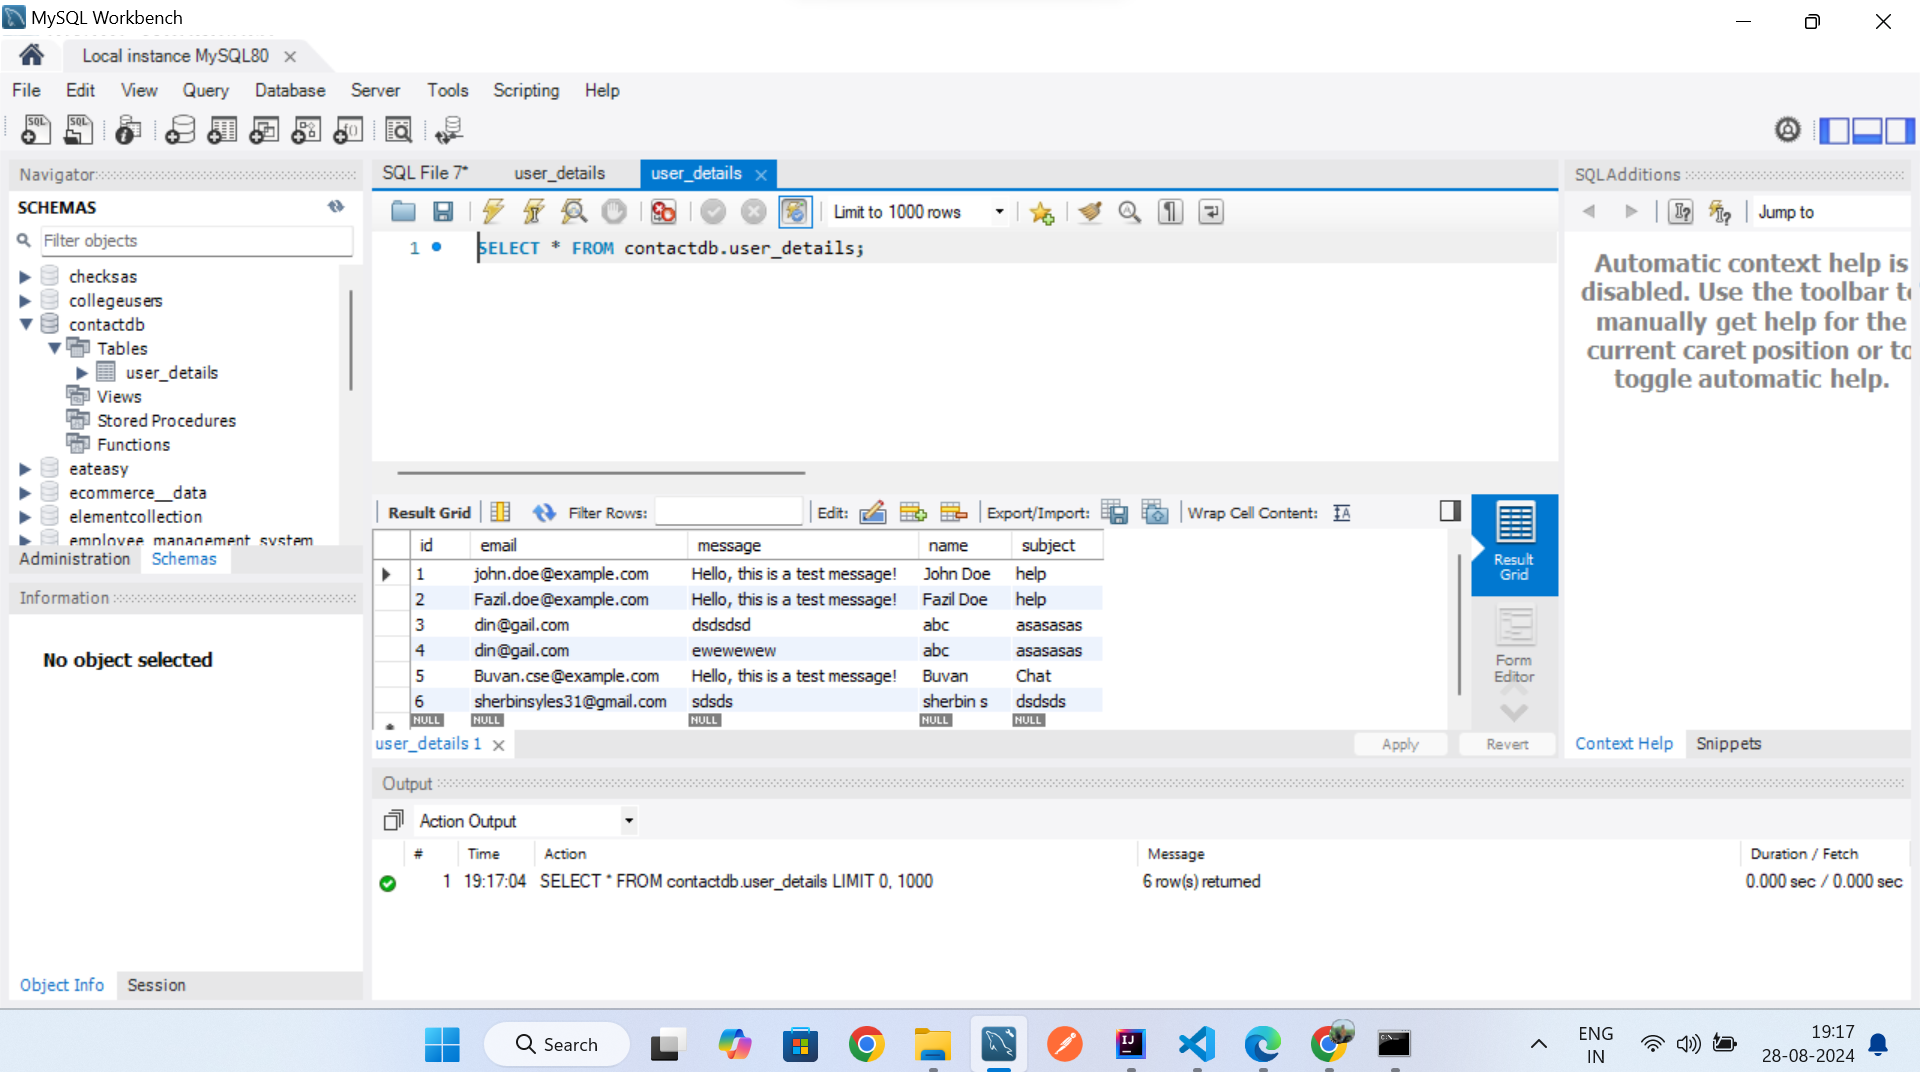 MySQL Workbench
Local instance MySQL80
File Edit View Query Database Server Tools Scripting Help
Navigator
SCHEMAS
Filter objects
checksas
collegeusers
contactdb
Tables
user_details
Views
Stored Procedures
Functions
eateasy
ecommerce__data
elementcollection
employee_management_system
Administration Schemas
Information
No object selected
Object Info Session
SQL File 7* user_details user_details
Limit to 1000 rows
1 SELECT * FROM contactdb.user_details;
Result Grid Filter Rows: Edit: Export/Import: Wrap Cell Content:
id email message name subject
1 john.doe@example.com Hello, this is a test message! John Doe help
2 Fazil.doe@example.com Hello, this is a test message! Fazil Doe help
3 din@gail.com dsdsdsd abc asasasas
4 din@gail.com ewewewew abc asasasas
5 Buvan.cse@example.com Hello, this is a test message! Buvan Chat
6 sherbinsyles31@gmail.com sdsds sherbin s dsdsds
NULL NULL NULL NULL NULL
Result
Grid
Form
Editor
user_details 1 Apply Revert
SQLAdditions
Jump to
Automatic context help is
disabled. Use the toolbar to
manually get help for the
current caret position or to
toggle automatic help.
Context Help Snippets
Output
Action Output
# Time Action Message Duration / Fetch
1 19:17:04 SELECT * FROM contactdb.user_details LIMIT 0, 1000 6 row(s) returned 0.000 sec / 0.000 sec
Search
ENG
IN
19:17
28-08-2024